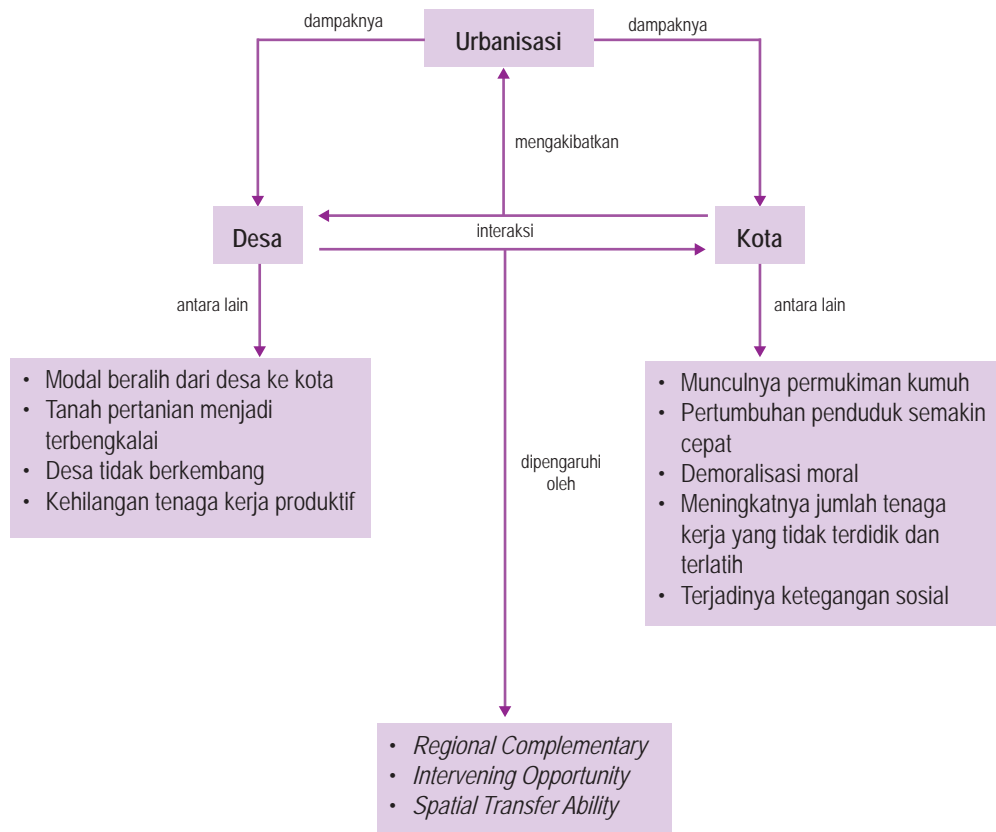 dampaknya
Urbanisasi
dampaknya
mengakibatkan
Desa
interaksi
Kota
antara lain
antara lain
• Modal beralih dari desa ke kota
• Tanah pertanian menjadi
terbengkalai
• Desa tidak berkembang
• Kehilangan tenaga kerja produktif
dipengaruhi
oleh
• Munculnya permukiman kumuh
• Pertumbuhan penduduk semakin
cepat
• Demoralisasi moral
• Meningkatnya jumlah tenaga
kerja yang tidak terdidik dan
terlatih
• Terjadinya ketegangan sosial
• Regional Complementary
• Intervening Opportunity
• Spatial Transfer Ability